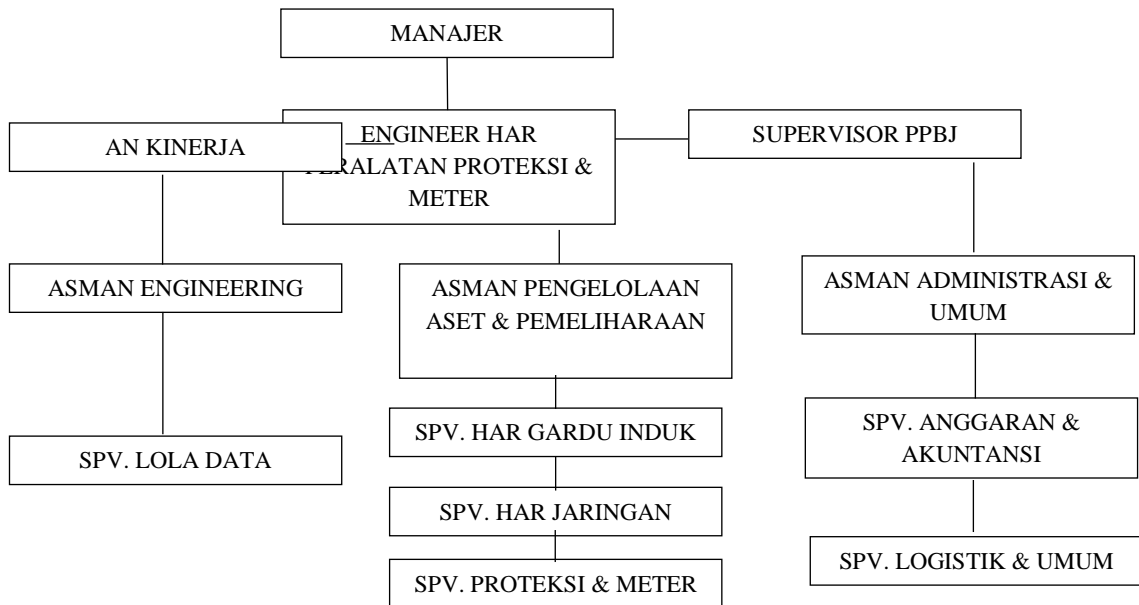 MANAJER
AN KINERJA
ENGINEER HAR
PERALATAN PROTEKSI &
METER
SUPERVISOR PPBJ
ASMAN ENGINEERING
ASMAN PENGELOLAAN
ASET & PEMELIHARAAN
ASMAN ADMINISTRASI &
UMUM
SPV. LOLA DATA
SPV. HAR GARDU INDUK
SPV. ANGGARAN &
AKUNTANSI
SPV. HAR JARINGAN
SPV. LOGISTIK & UMUM
SPV. PROTEKSI & METER